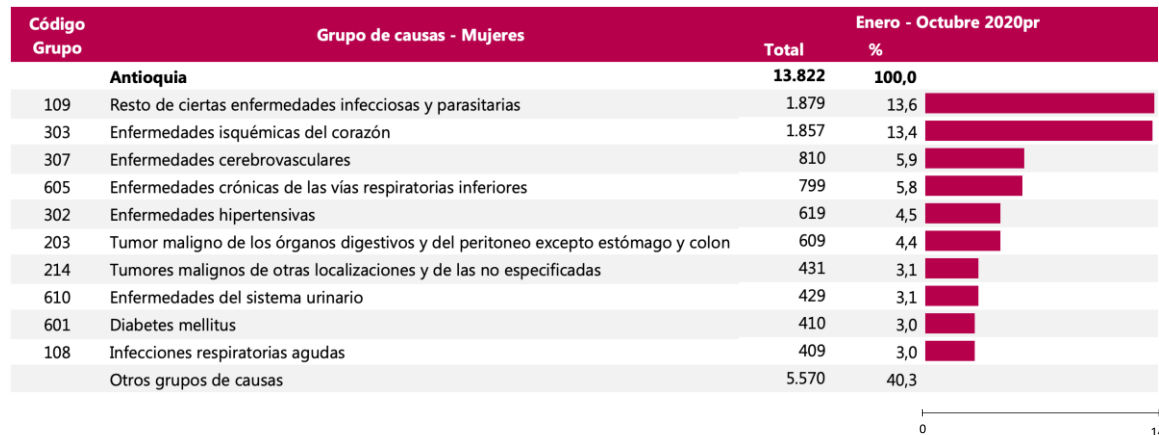 Código Grupo Grupo de causas - Mujeres Enero - Octubre 2020pr
Total %
Antioquia 13.822 100,0
109 Resto de ciertas enfermedades infecciosas y parasitarias 1.879 13,6
303 Enfermedades isquémicas del corazón 1.857 13,4
307 Enfermedades cerebrovasculares 810 5,9
605 Enfermedades crónicas de las vías respiratorias inferiores 799 5,8
302 Enfermedades hipertensivas 619 4,5
203 Tumor maligno de los órganos digestivos y del peritoneo excepto estómago y colon 609 4,4
214 Tumores malignos de otras localizaciones y de las no especificadas 431 3,1
610 Enfermedades del sistema urinario 429 3,1
601 Diabetes mellitus 410 3,0
108 Infecciones respiratorias agudas 409 3,0
Otros grupos de causas 5.570 40,3
0